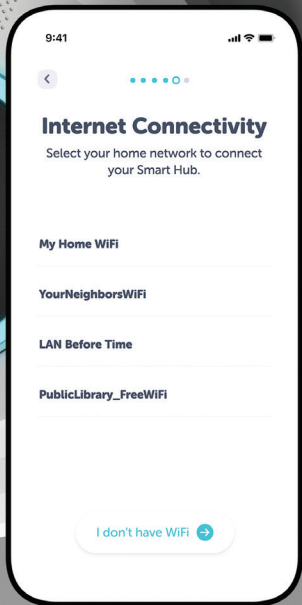 9:41
Internet Connectivity
Select your home network to connect
your Smart Hub.
My Home WiFi
YourNeighborsWiFi
LAN Before Time
PublicLibrary_FreeWiFi
I don't have WiFi